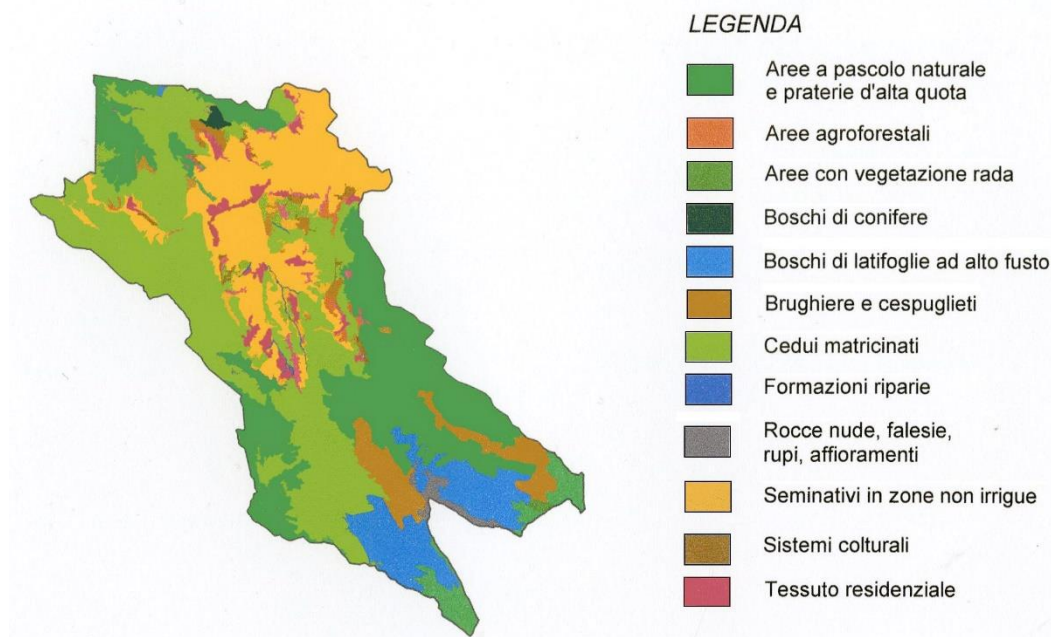 LEGENDA
Aree a pascolo naturale
e praterie d'alta quota
Aree agroforestali
Aree con vegetazione rada
Boschi di conifere
Boschi di latifoglie ad alto fusto
Brughiere e cespuglieti
Cedui matricinati
Formazioni riparie
Rocce nude, falesie,
rupi, affioramenti
Seminativi in zone non irrigue
Sistemi colturali
Tessuto residenziale